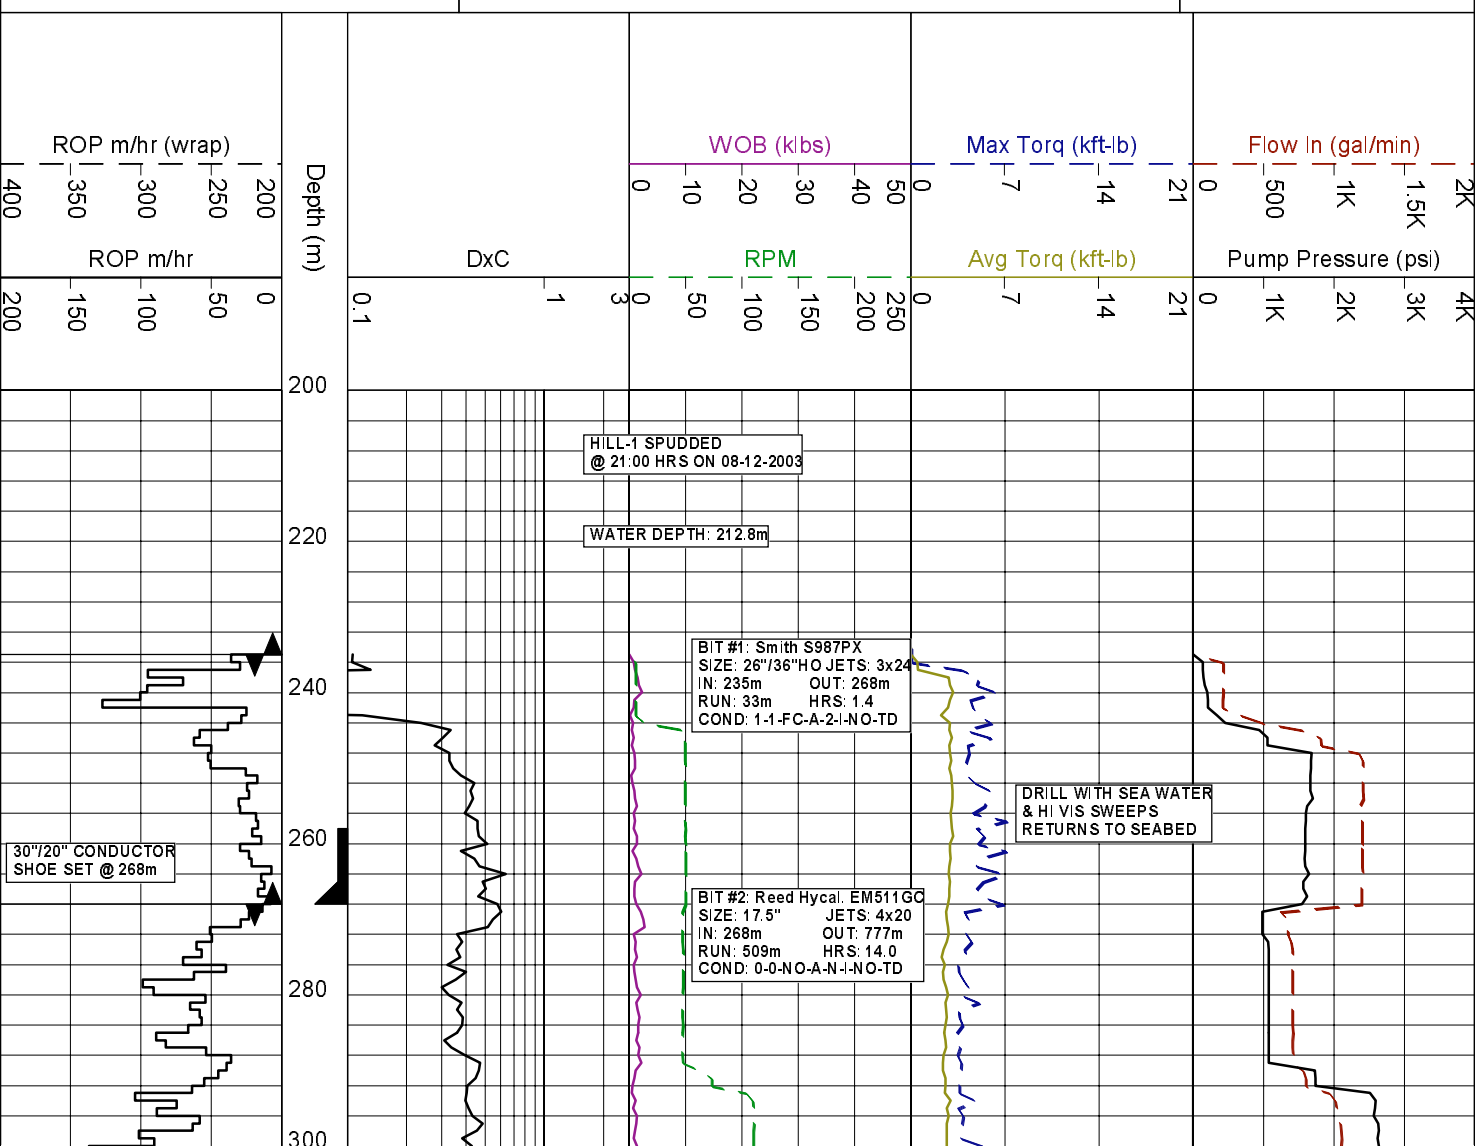 ROP m/hr (wrap)
400 350 300 250 200
ROP m/hr
200 150 100 50 0
Depth (m)
DxC
0.1 1 3
WOB (klbs)
0 10 20 30 40 50
RPM
0 50 100 150 200 250
Max Torq (kft-lb)
0 7 14 21
Avg Torq (kft-lb)
0 7 14 21
Flow In (gal/min)
0 500 1K 1.5K 2K
Pump Pressure (psi)
0 1K 2K 3K 4K
200
HILL-1 SPUDDED
@ 21:00 HRS ON 08-12-2003
220
WATER DEPTH: 212.8m
BIT #1: Smith S987PX
SIZE: 26"/36"HO JETS: 3x24
IN: 235m OUT: 268m
RUN: 33m HRS: 1.4
COND: 1-1-FC-A-2-I-NO-TD
240
DRILL WITH SEA WATER
& HI VIS SWEEPS
RETURNS TO SEABED
260
30"/20" CONDUCTOR
SHOE SET @ 268m
BIT #2: Reed Hycal. EM511GC
SIZE: 17.5" JETS: 4x20
IN: 268m OUT: 777m
RUN: 509m HRS: 14.0
COND: 0-0-NO-A-N-I-NO-TD
280
300